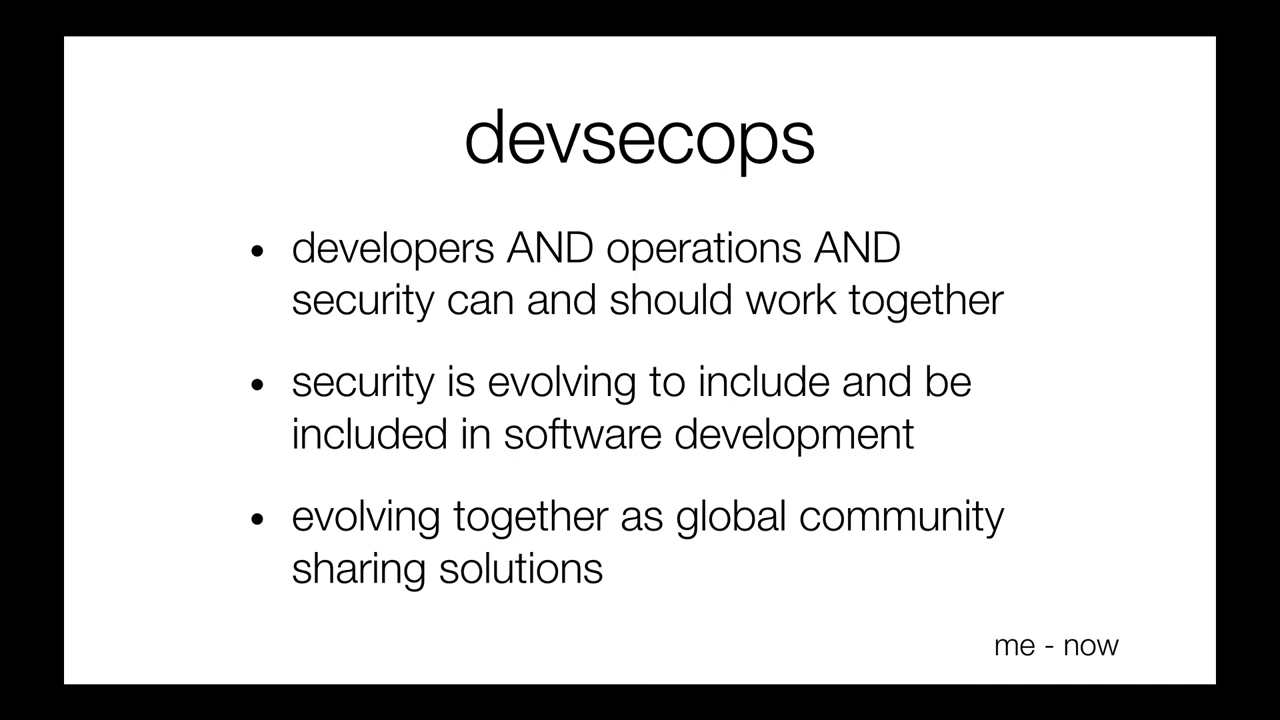 devsecops
• developers AND operations AND
security can and should work together
• security is evolving to include and be
included in software development
• evolving together as global community
sharing solutions
me - now